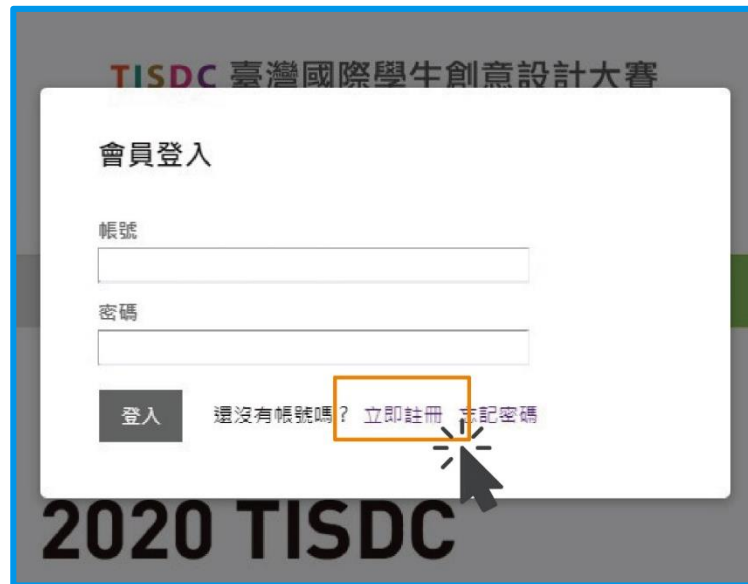 TISDC 臺灣國際學生創意設計大賽
會員登入
帳號
密碼
登入 還沒有帳號嗎？ 立即註冊 忘記密碼
2020 TISDC